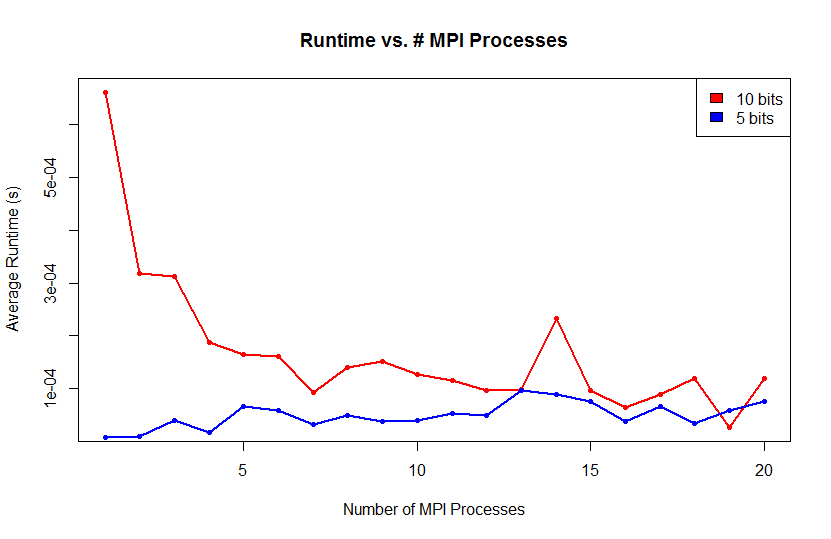 Runtime vs. # MPI Processes
10 bits
5 bits
Average Runtime (s)
5e-04
3e-04
1e-04
5
10
15
20
Number of MPI Processes